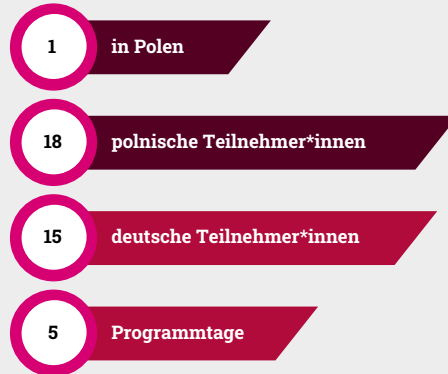 1 in Polen
18 polnische Teilnehmer*innen
15 deutsche Teilnehmer*innen
5 Programmtage